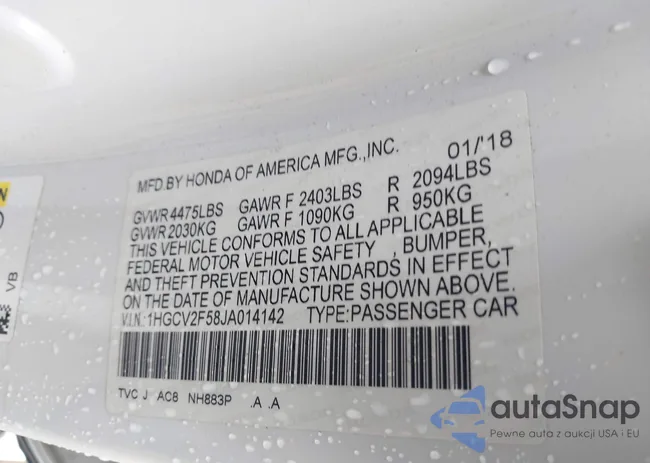 MFD.BY HONDA OF AMERICA MFG.,INC. 01/'18
GVWR 4475LBS GAWR F 2403LBS R 2094LBS
GVWR 2030KG GAWR F 1090KG R 950KG
THIS VEHICLE CONFORMS TO ALL APPLICABLE
FEDERAL MOTOR VEHICLE SAFETY , BUMPER,
AND THEFT PREVENTION STANDARDS IN EFFECT
ON THE DATE OF MANUFACTURE SHOWN ABOVE.
V.I.N.:1HGCV2F58JA014142 TYPE:PASSENGER CAR
TVC J AC8 NH883P .A .A
VB
autaSnap
Pewne auta z aukcji USA i EU